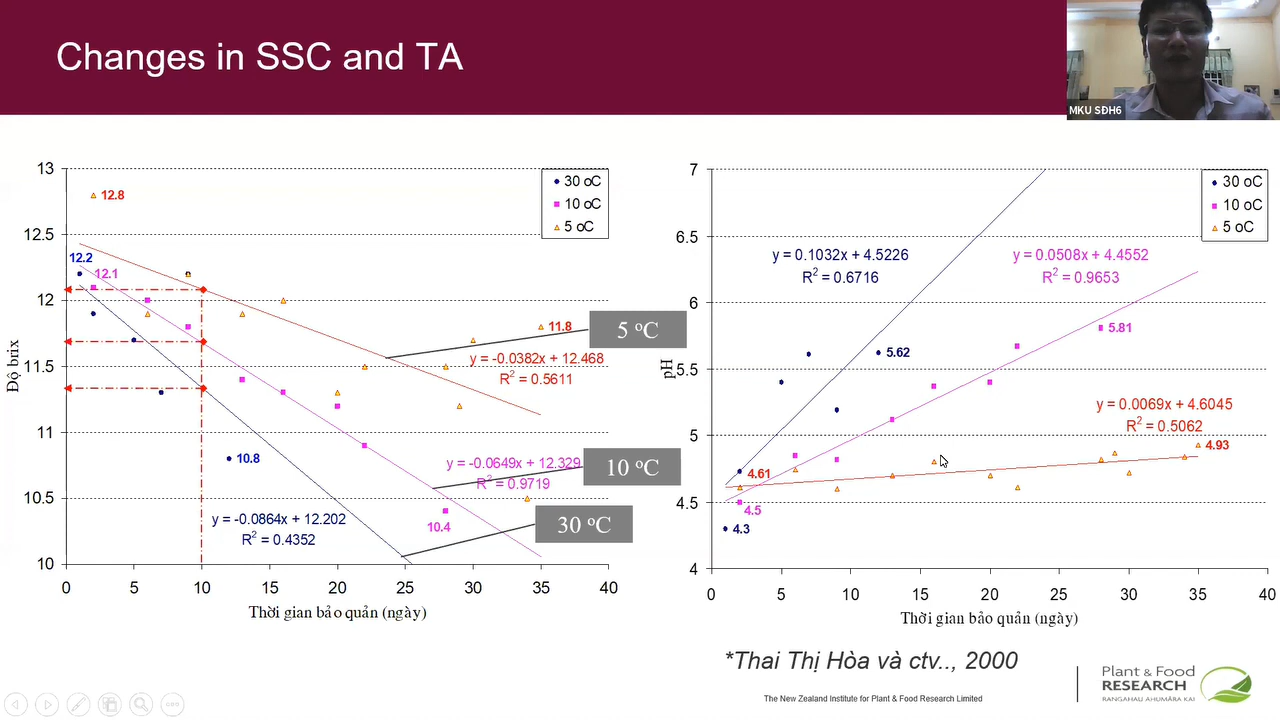 Changes in SSC and TA
MKU SĐH6
13
12.5
12
11.5
11
10.5
10
Độ brix
0
5
10
15
20
25
30
35
40
Thời gian bảo quản (ngày)
30 oC
10 oC
5 oC
12.8
12.2
12.1
11.8
10.8
10.4
5 ºC
y = -0.0382x + 12.468
R² = 0.5611
y = -0.0649x + 12.329
R² = 0.9719
10 ºC
y = -0.0864x + 12.202
R² = 0.4352
30 ºC
7
6.5
6
5.5
5
4.5
4
pH
0
5
10
15
20
25
30
35
40
Thời gian bảo quản (ngày)
30 oC
10 oC
5 oC
y = 0.1032x + 4.5226
R² = 0.6716
y = 0.0508x + 4.4552
R² = 0.9653
5.81
5.62
y = 0.0069x + 4.6045
R² = 0.5062
4.93
4.61
4.5
4.3
*Thai Thị Hòa và ctv.., 2000
The New Zealand Institute for Plant & Food Research Limited
Plant & Food
RESEARCH
RANGAHAU AHUMĀRA KAI